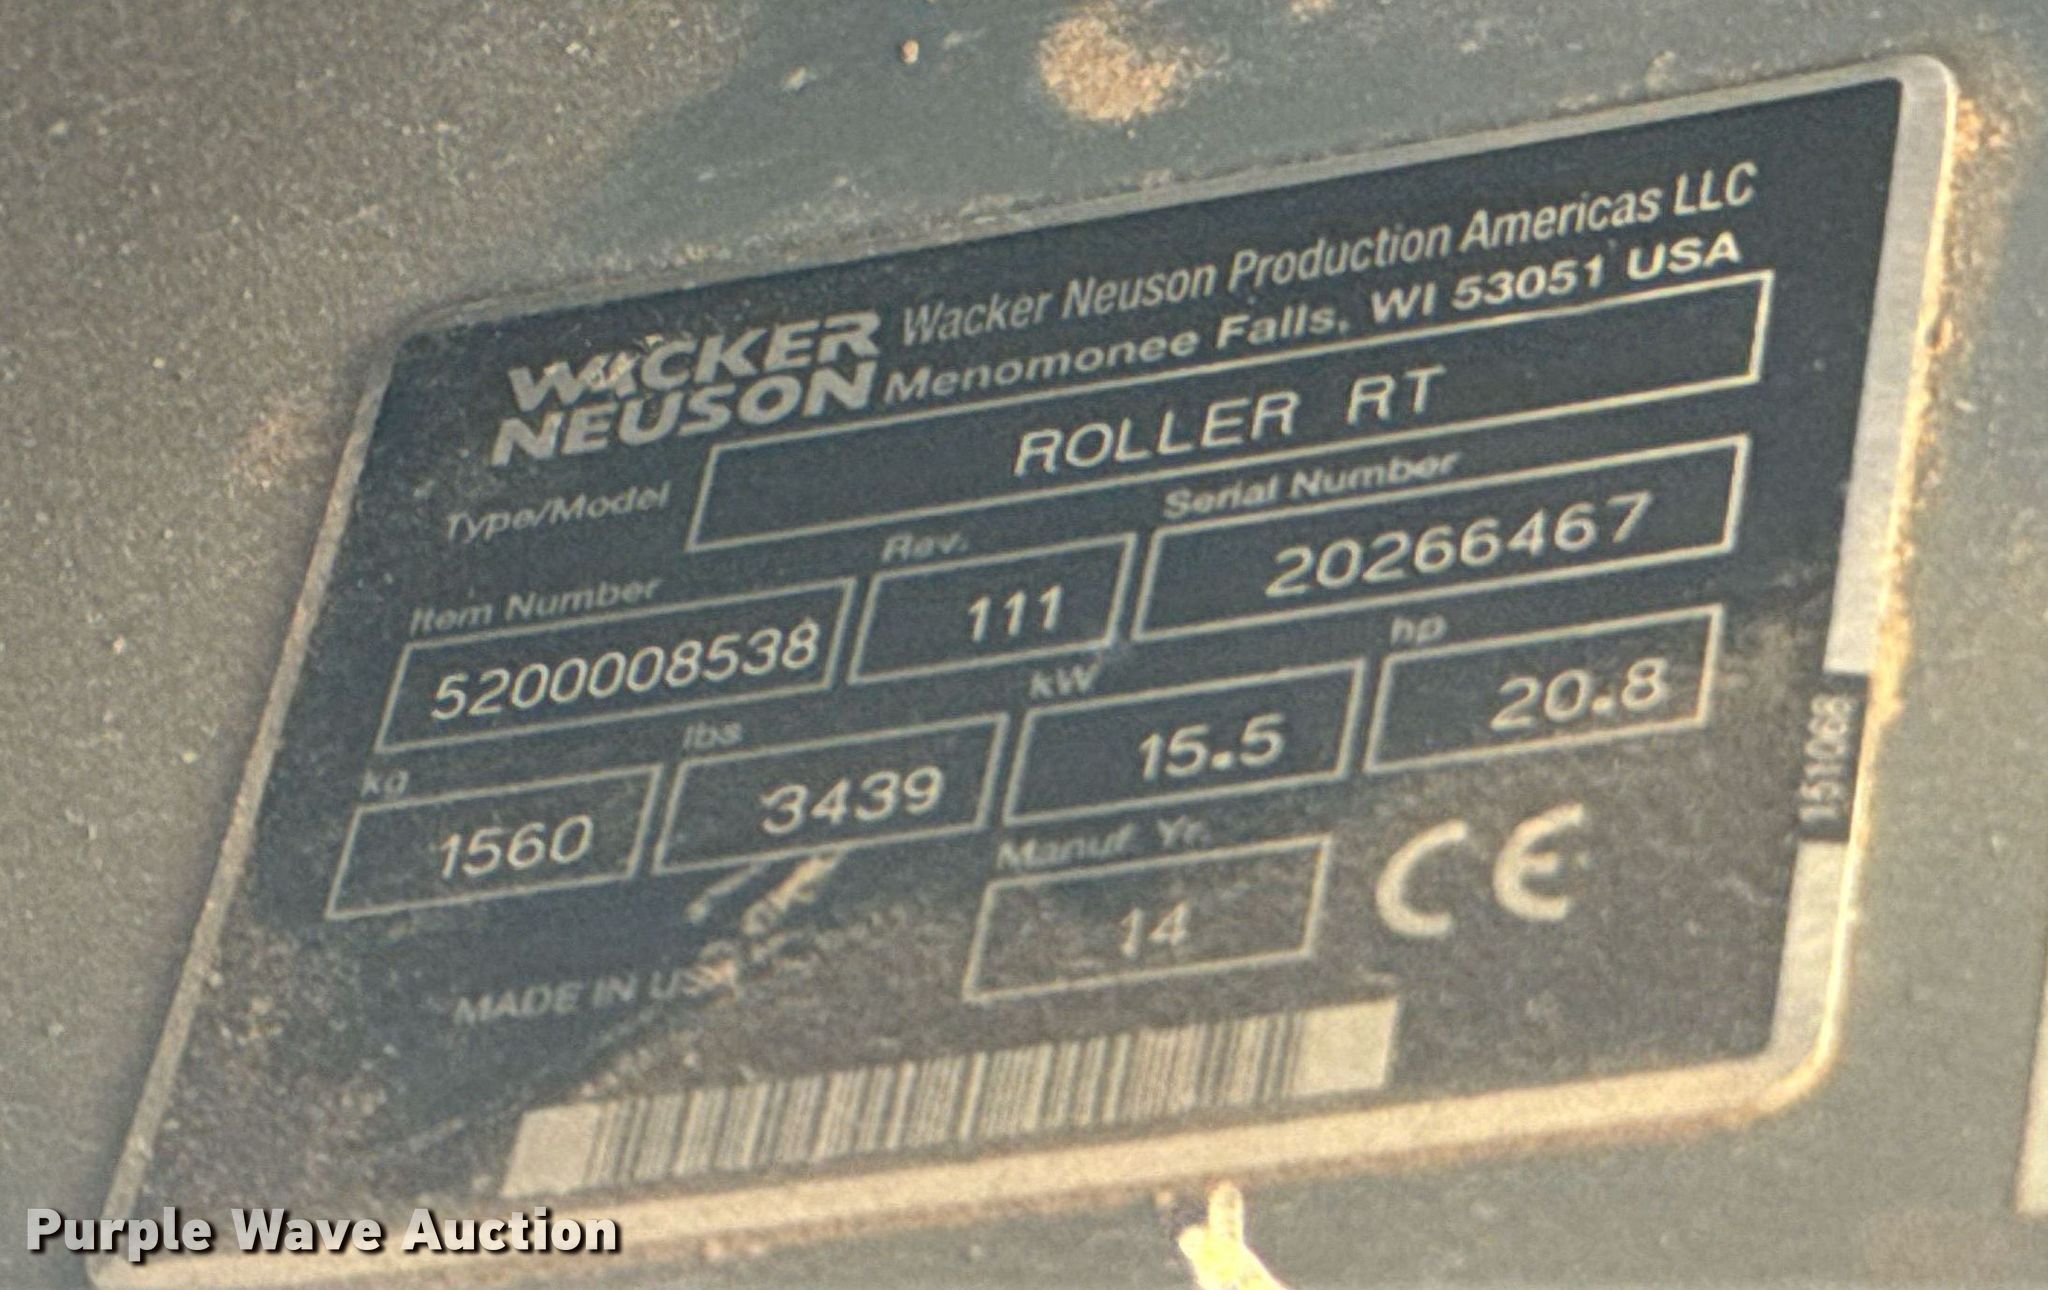 WACKER NEUSON
Wacker Neuson Production Americas LLC
Menomonee Falls, WI 53051 USA
Type/Model
ROLLER RT
Item Number
Rev.
Serial Number
5200008538
111
20266467
kg
lbs
kW
hp
1560
3439
15.5
20.8
Manuf. Yr.
14
CE
MADE IN USA
151068
Purple Wave Auction